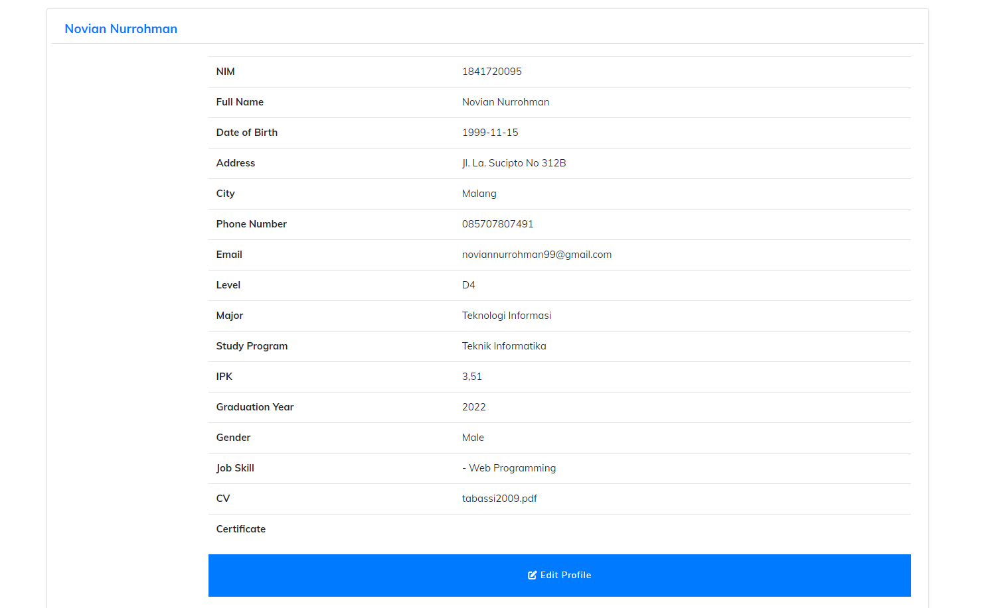 Novian Nurrohman
NIM 1841720095
Full Name Novian Nurrohman
Date of Birth 1999-11-15
Address Jl. La. Sucipto No 312B
City Malang
Phone Number 085707807491
Email noviannurrohman99@gmail.com
Level D4
Major Teknologi Informasi
Study Program Teknik Informatika
IPK 3,51
Graduation Year 2022
Gender Male
Job Skill - Web Programming
CV tabassi2009.pdf
Certificate
Edit Profile